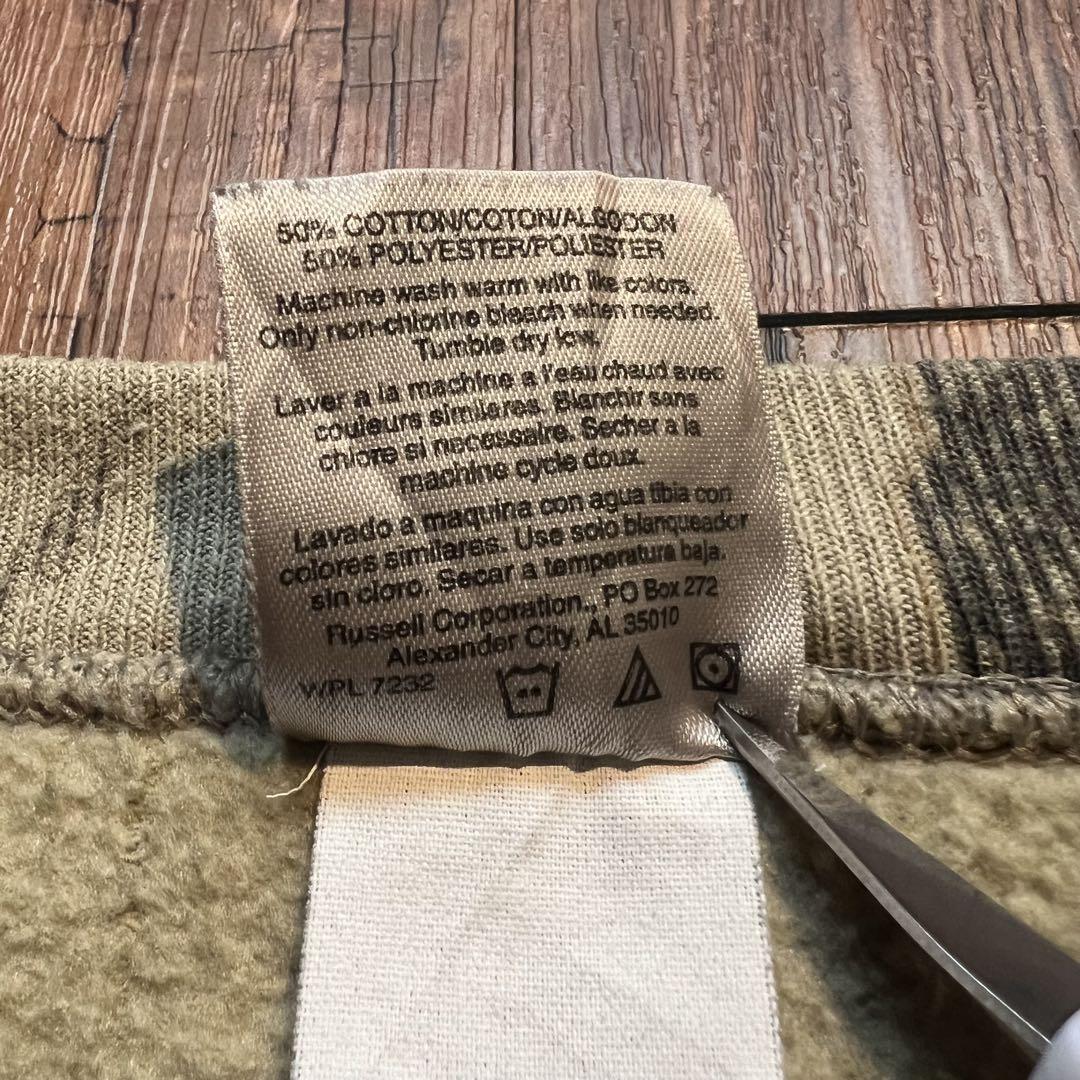 50% COTTON/COTON/ALGODON
50% POLYESTER/POLIESTER
Machine wash warm with like colors.
Only non-chlorine bleach when needed.
Tumble dry low.
Laver a la machine a l'eau chaud avec
couleurs similares. Blanchir sans
chlore si necessaire. Secher a la
machine cycle doux.
Lavado a maquina con agua tibia con
colores similares. Use solo blanqueador
sin cloro. Secar a temperatura baja.
Russell Corporation., PO Box 272
Alexander City, AL 35010
WPL 7232